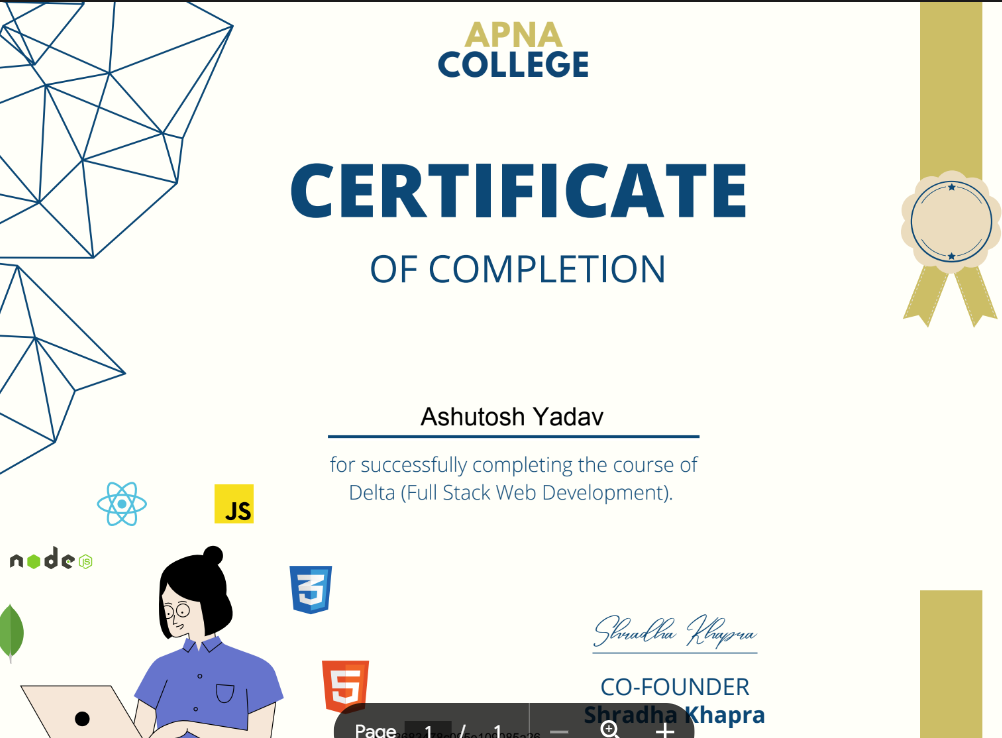 APNA
COLLEGE
CERTIFICATE
OF COMPLETION
Ashutosh Yadav
for successfully completing the course of
Delta (Full Stack Web Development).
JS
node
JS
3
5
Shradha Khapra
CO-FOUNDER
Shradha Khapra
Page 1 / 1